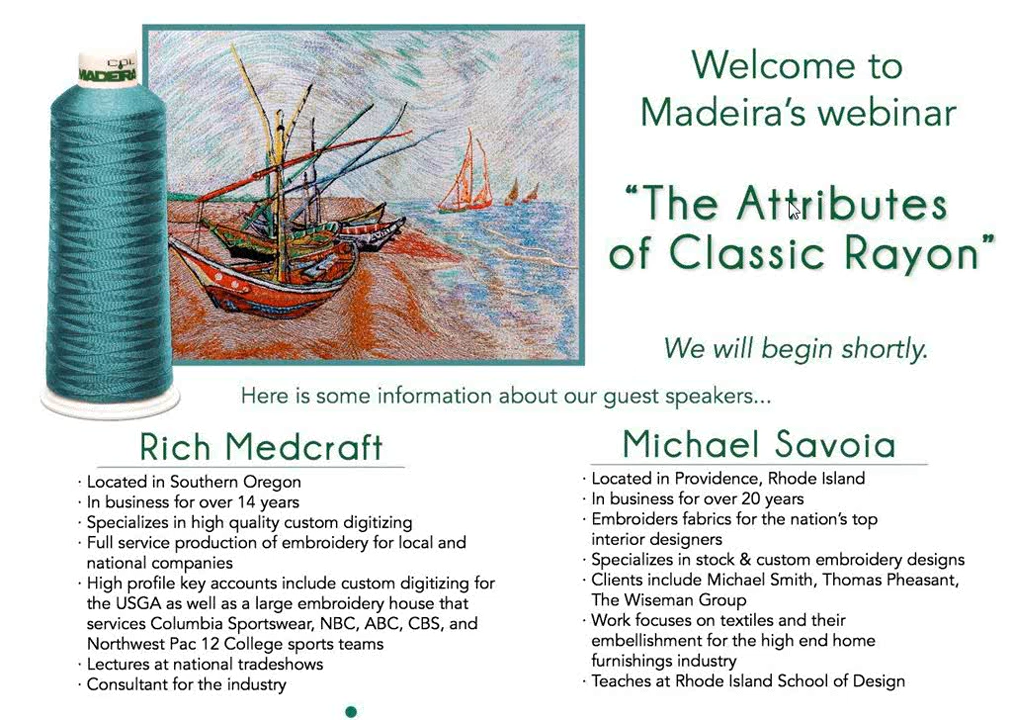 MADEIRA
Welcome to
Madeira's webinar
“The Attributes
of Classic Rayon”
We will begin shortly.
Here is some information about our guest speakers...
Rich Medcraft
· Located in Southern Oregon
· In business for over 14 years
· Specializes in high quality custom digitizing
· Full service production of embroidery for local and
national companies
· High profile key accounts include custom digitizing for
the USGA as well as a large embroidery house that
services Columbia Sportswear, NBC, ABC, CBS, and
Northwest Pac 12 College sports teams
· Lectures at national tradeshows
· Consultant for the industry
Michael Savoia
· Located in Providence, Rhode Island
· In business for over 20 years
· Embroiders fabrics for the nation's top
interior designers
· Specializes in stock & custom embroidery designs
· Clients include Michael Smith, Thomas Pheasant,
The Wiseman Group
· Work focuses on textiles and their
embellishment for the high end home
furnishings industry
· Teaches at Rhode Island School of Design